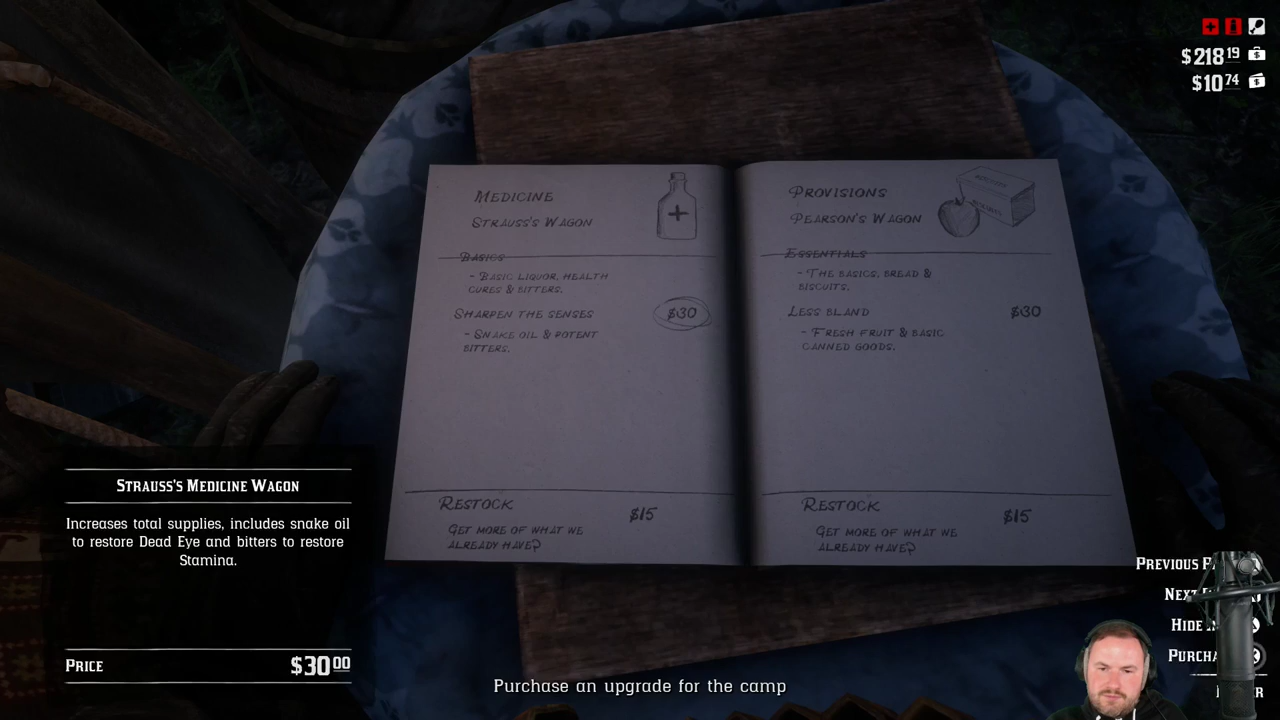 $218 19
$10 74
MEDICINE
STRAUSS'S WAGON
BASICS
- BASIC LIQUOR, HEALTH
CURES & BITTERS.
SHARPEN THE SENSES $30
- SNAKE OIL & POTENT
BITTERS.
RESTOCK $15
GET MORE OF WHAT WE
ALREADY HAVE?
PROVISIONS
PEARSON'S WAGON
ESSENTIALS
- THE BASICS, BREAD &
BISCUITS.
LESS BLAND $30
- FRESH FRUIT & BASIC
CANNED GOODS.
RESTOCK $15
GET MORE OF WHAT WE
ALREADY HAVE?
STRAUSS'S MEDICINE WAGON
Increases total supplies, includes snake oil
to restore Dead Eye and bitters to restore
Stamina.
PRICE $30 00
PREVIOUS
HIDE
Purchase an upgrade for the camp